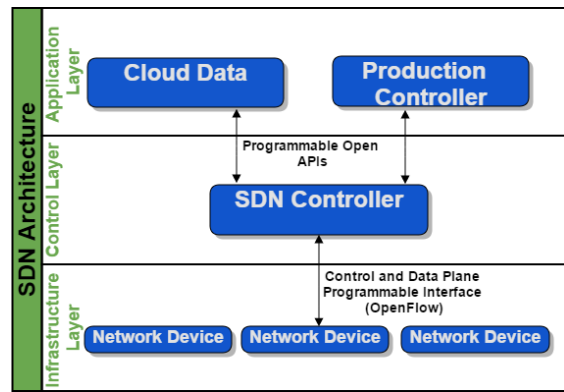 SDN Architecture
Application
Layer
Cloud Data
Production
Controller
Programmable Open
APIs
Control Layer
SDN Controller
Control and Data Plane
Programmable Interface
(OpenFlow)
Infrastructure
Layer
Network Device
Network Device
Network Device